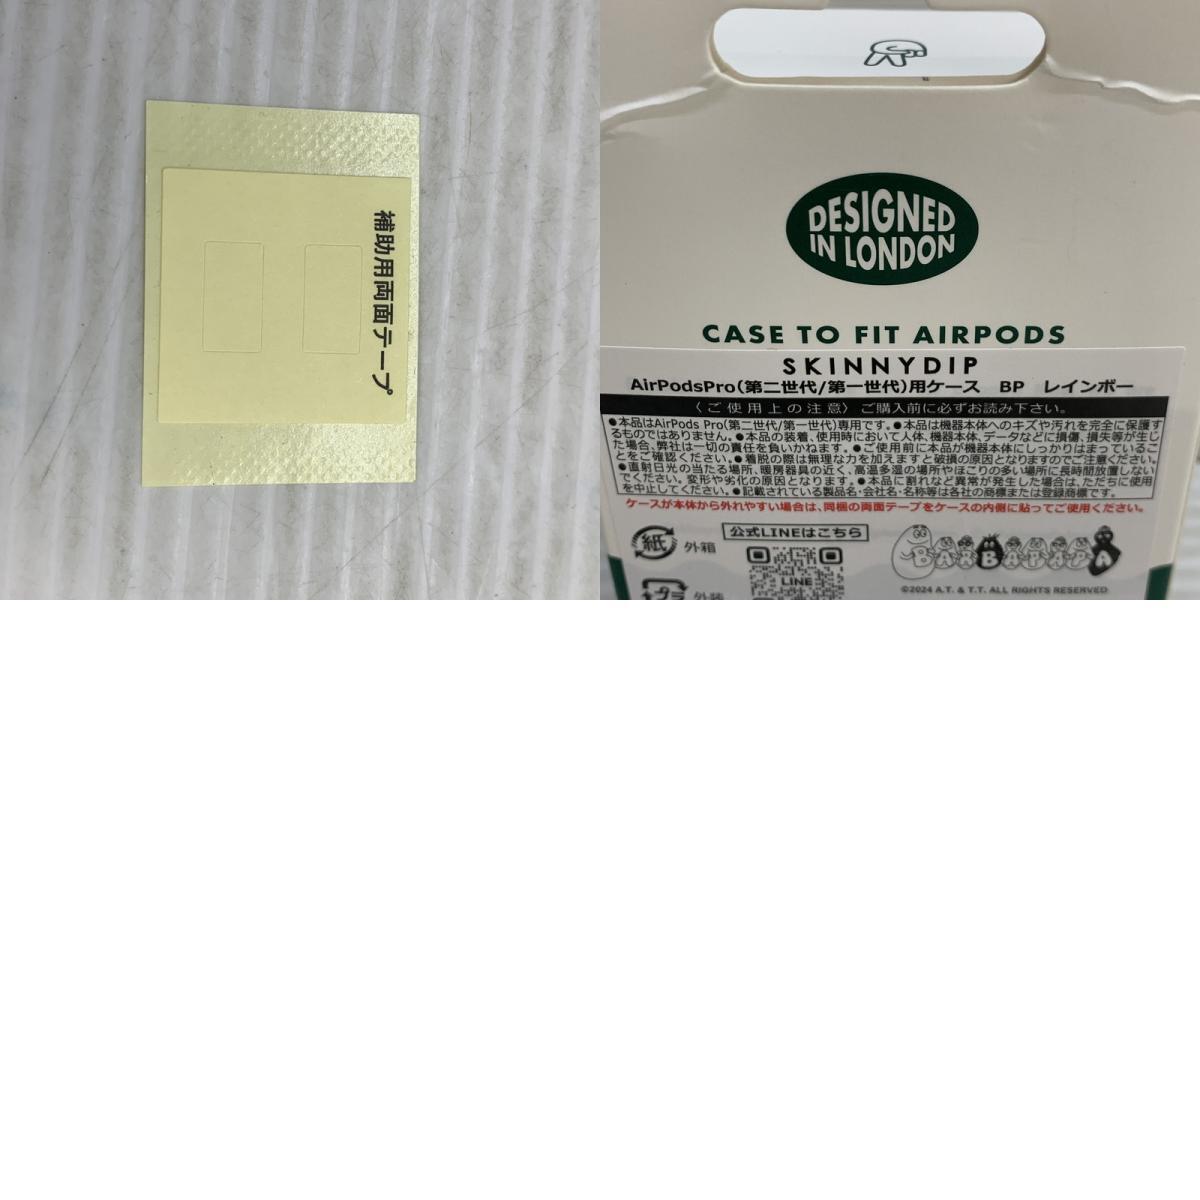 補助用両面テープ
DESIGNED
IN LONDON
CASE TO FIT AIRPODS
SKINNYDIP
AirPodsPro(第二世代/第一世代)用ケース BP レインボー
〈ご使用上の注意〉ご購入前に必ずお読み下さい。
●本品はAirPods Pro(第二世代/第一世代)専用です。●本品は機器本体へのキズや汚れを完全に保護す
るものではありません。●本品の装着、使用時において人体、機器本体、データなどに損傷、損失等が生じ
た場合、弊社は一切の責任を負いかねます。●ご使用前に本品が機器本体にしっかりはまっているこ
とをご確認ください。●着脱の際は無理な力を加えますと破損の原因となりますのでご注意ください。
●直射日光の当たる場所、暖房器具の近く、高温多湿の場所やほこりの多い場所に長時間放置しない
でください。変形や劣化の原因となります。●本品に割れなど異常が発生した場合は、ただちに使用
を中止してください。●記載されている製品名・会社名・名称等は各社の商標または登録商標です。
ケースが本体から外れやすい場合は、同梱の両面テープをケースの内側に貼ってご使用ください。
公式LINEはこちら
紙 外箱
LINE
BARBAPAPA
プラ 外装
©2024 A.T. & T.T. ALL RIGHTS RESERVED